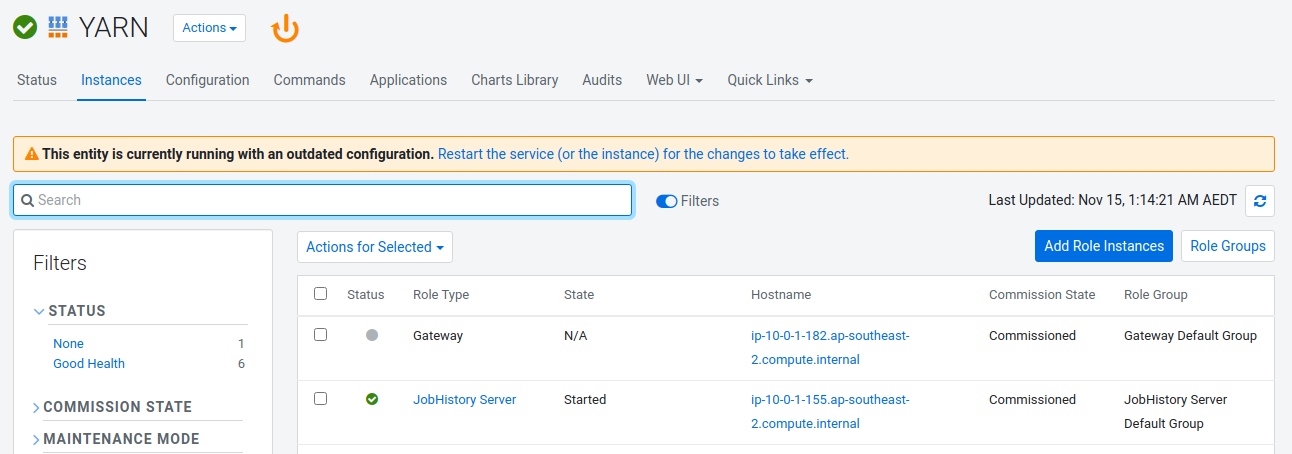 YARN Actions
Status Instances Configuration Commands Applications Charts Library Audits Web UI Quick Links
This entity is currently running with an outdated configuration. Restart the service (or the instance) for the changes to take effect.
Search Filters Last Updated: Nov 15, 1:14:21 AM AEDT
Filters
STATUS
None 1
Good Health 6
COMMISSION STATE
MAINTENANCE MODE
Actions for Selected Add Role Instances Role Groups
Status Role Type State Hostname Commission State Role Group
Gateway N/A ip-10-0-1-182.ap-southeast- Commissioned Gateway Default Group
2.compute.internal
JobHistory Server Started ip-10-0-1-155.ap-southeast- Commissioned JobHistory Server
2.compute.internal Default Group